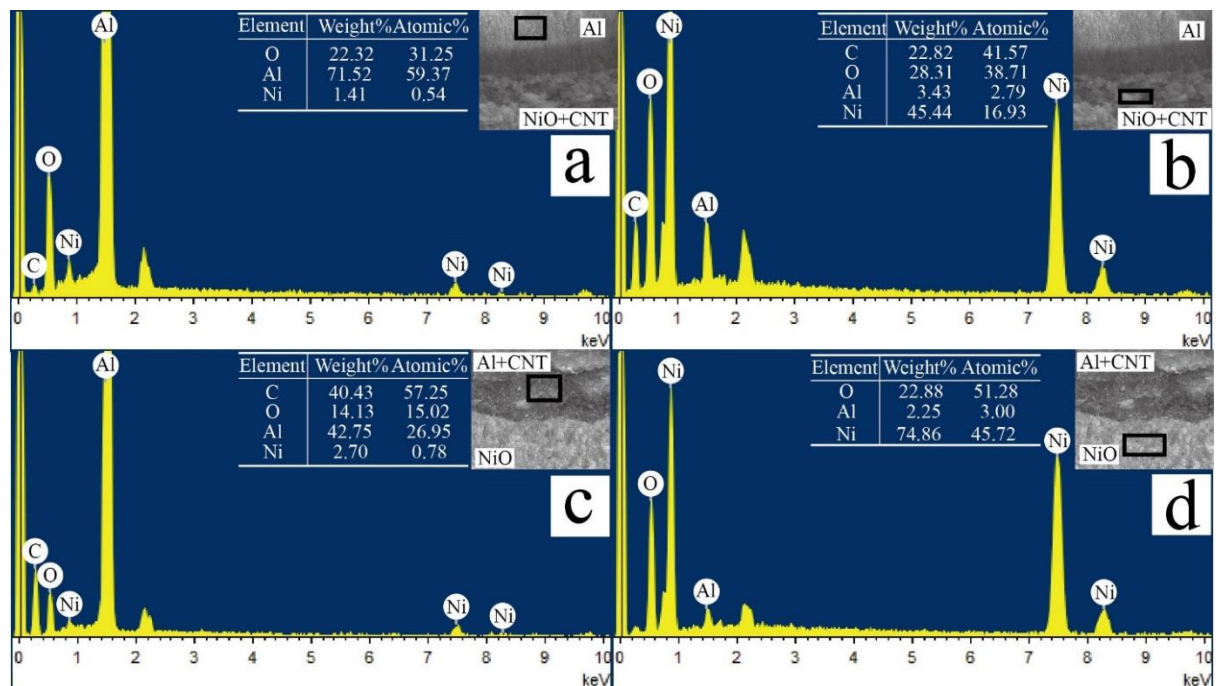 Element Weight% Atomic%
O 22.32 31.25
Al 71.52 59.37
Ni 1.41 0.54
Al
NiO+CNT
a
Al
O
C
Ni
Ni
Ni
0 1 2 3 4 5 6 7 8 9 10
keV
Element Weight% Atomic%
C 22.82 41.57
O 28.31 38.71
Al 3.43 2.79
Ni 45.44 16.93
Al
NiO+CNT
b
Ni
O
C
Al
Ni
Ni
0 1 2 3 4 5 6 7 8 9 10
keV
Element Weight% Atomic%
C 40.43 57.25
O 14.13 15.02
Al 42.75 26.95
Ni 2.70 0.78
Al+CNT
NiO
c
Al
C
O
Ni
Ni
Ni
0 1 2 3 4 5 6 7 8 9 10
keV
Element Weight% Atomic%
O 22.88 51.28
Al 2.25 3.00
Ni 74.86 45.72
Al+CNT
NiO
d
Ni
O
Al
Ni
Ni
0 1 2 3 4 5 6 7 8 9 10
keV